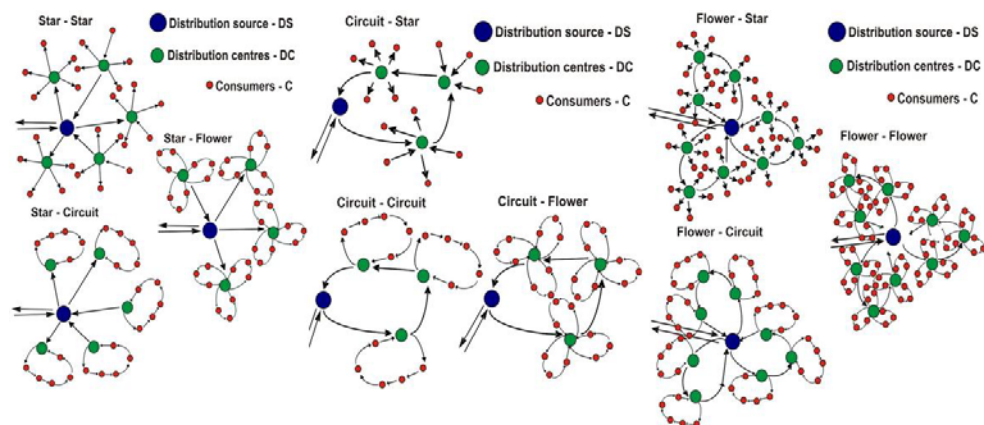 Star - Star
Distribution source - DS
Distribution centres - DC
Consumers - C
Star - Flower
Star - Circuit
Circuit - Star
Distribution source - DS
Distribution centres - DC
Consumers - C
Circuit - Circuit
Circuit - Flower
Flower - Star
Distribution source - DS
Distribution centres - DC
Consumers - C
Flower - Flower
Flower - Circuit